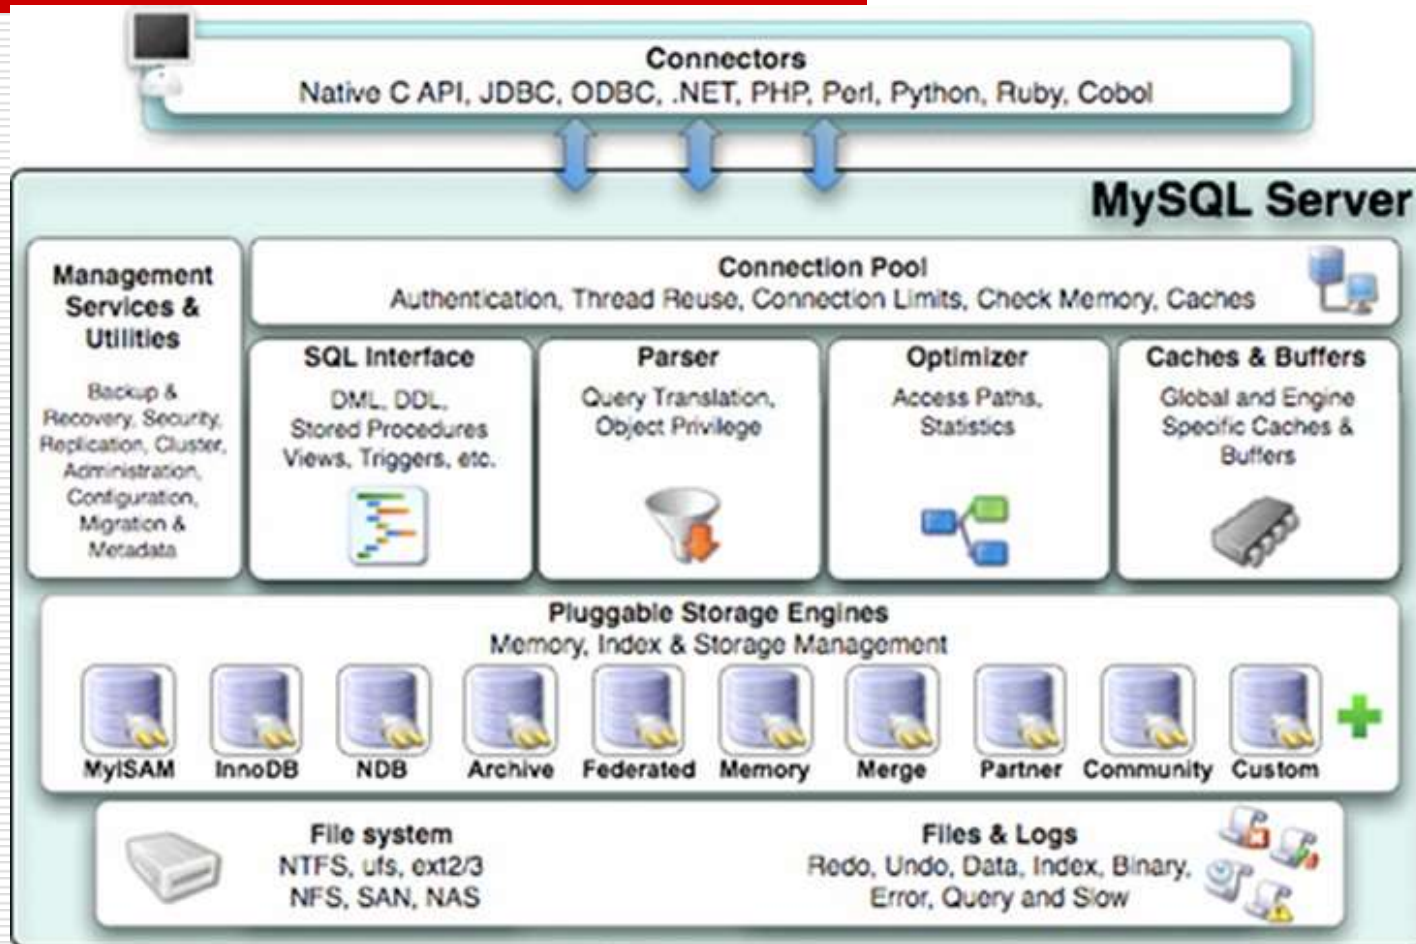 Connectors
Native C API, JDBC, ODBC, .NET, PHP, Perl, Python, Ruby, Cobol
MySQL Server
Management
Services &
Utilities
Backup &
Recovery, Security,
Replication, Cluster,
Administration,
Configuration,
Migration &
Metadata
Connection Pool
Authentication, Thread Reuse, Connection Limits, Check Memory, Caches
SQL Interface
DML, DDL,
Stored Procedures
Views, Triggers, etc.
Parser
Query Translation,
Object Privilege
Optimizer
Access Paths,
Statistics
Caches & Buffers
Global and Engine
Specific Caches &
Buffers
Pluggable Storage Engines
Memory, Index & Storage Management
MyISAM
InnoDB
NDB
Archive
Federated
Memory
Merge
Partner
Community
Custom
File system
NTFS, ufs, ext2/3
NFS, SAN, NAS
Files & Logs
Redo, Undo, Data, Index, Binary,
Error, Query and Slow